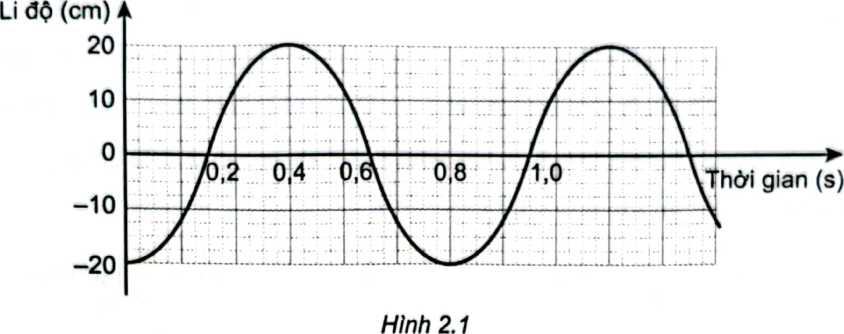 Li độ (cm)
20
10
0
0,2 0,4 0,6 0,8 1,0
Thời gian (s)
–10
–20
Hình 2.1